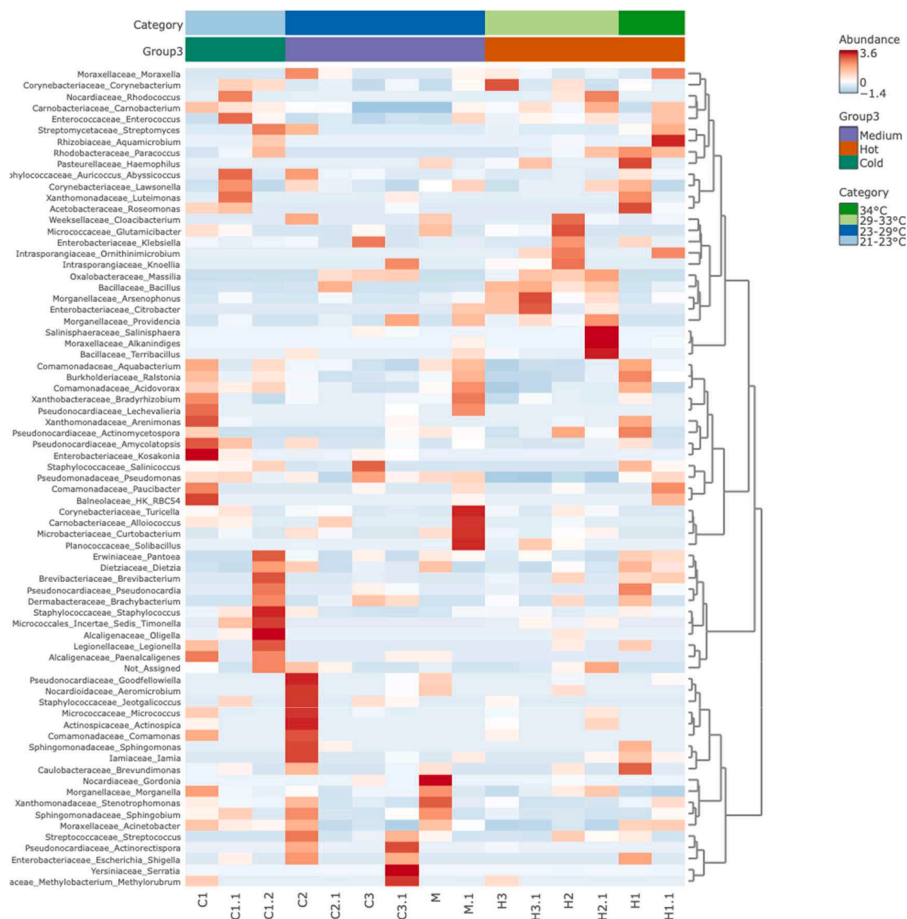 Category
Group3
Moraxellaceae_Moraxella
Corynebacteriaceae_Corynebacterium
Nocardiaceae_Rhodococcus
Carnobacteriaceae_Carnobacterium
Enterococcaceae_Enterococcus
Streptomycetaceae_Streptomyces
Rhizobiaceae_Aquamicrobium
Rhodobacteraceae_Paracoccus
Pasteurellaceae_Haemophilus
phylococcaceae_Auricoccus_Abyssicoccus
Corynebacteriaceae_Lawsonella
Xanthomonadaceae_Luteimonas
Acetobacteraceae_Roseomonas
Weeksellaceae_Cloacibacterium
Micrococcaceae_Glutamicibacter
Enterobacteriaceae_Klebsiella
Intrasporangiaceae_Ornithinimicrobium
Intrasporangiaceae_Knoellia
Oxalobacteraceae_Massilia
Bacillaceae_Bacillus
Morganellaceae_Arsenophonus
Enterobacteriaceae_Citrobacter
Morganellaceae_Providencia
Salinisphaeraceae_Salinisphaera
Moraxellaceae_Alkanindiges
Bacillaceae_Terribacillus
Comamonadaceae_Aquabacterium
Burkholderiaceae_Ralstonia
Comamonadaceae_Acidovorax
Xanthobacteraceae_Bradyrhizobium
Pseudonocardiaceae_Lechevalieria
Xanthomonadaceae_Arenimonas
Pseudonocardiaceae_Actinomycetospora
Pseudonocardiaceae_Amycolatopsis
Enterobacteriaceae_Kosakonia
Staphylococcaceae_Salinicoccus
Pseudomonadaceae_Pseudomonas
Comamonadaceae_Paucibacter
Balneolaceae_HK_RBC54
Corynebacteriaceae_Turicella
Carnobacteriaceae_Alloiococcus
Microbacteriaceae_Curtobacterium
Planococcaceae_Solibacillus
Erwiniaceae_Pantoea
Dietziaceae_Dietzia
Brevibacteriaceae_Brevibacterium
Pseudonocardiaceae_Pseudonocardia
Dermabacteraceae_Brachybacterium
Staphylococcaceae_Staphylococcus
Micrococcales_Incertae_Sedis_Timonella
Alcaligenaceae_Oligella
Legionellaceae_Legionella
Alcaligenaceae_Paenalcaligenes
Not_Assigned
Pseudonocardiaceae_Goodfellowiella
Nocardioidaceae_Aeromicrobium
Staphylococcaceae_Jeotgalicoccus
Micrococcaceae_Micrococcus
Actinospicaceae_Actinospica
Comamonadaceae_Comamonas
Sphingomonadaceae_Sphingomonas
Iamiaceae_Iamia
Caulobacteraceae_Brevundimonas
Nocardiaceae_Gordonia
Morganellaceae_Morganella
Xanthomonadaceae_Stenotrophomonas
Sphingomonadaceae_Sphingobium
Moraxellaceae_Acinetobacter
Streptococcaceae_Streptococcus
Pseudonocardiaceae_Actinorectispora
Enterobacteriaceae_Escherichia_Shigella
Yersiniaceae_Serratia
aceae_Methylobacterium_Methylorubrum
C1
C1.1
C1.2
C2
C2.1
C3
C3.1
M
M.1
H3
H3.1
H2
H2.1
H1
H1.1
Abundance
3.6
0
−1.4
Group3
Medium
Hot
Cold
Category
34°C
29-33°C
23-29°C
21-23°C